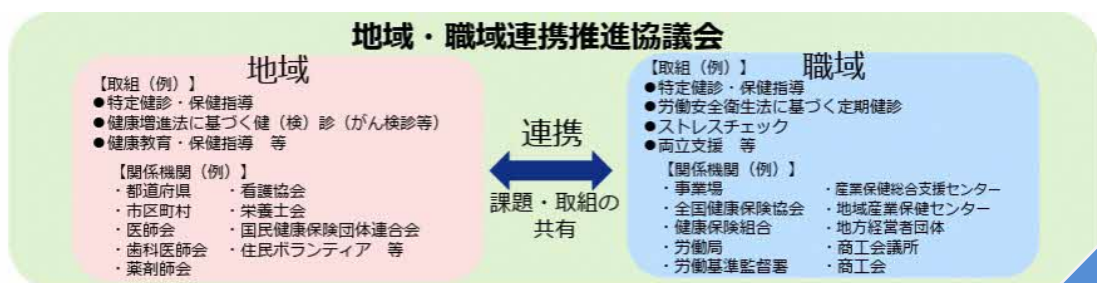 地域・職域連携推進協議会
地域
【取組（例）】
●特定健診・保健指導
●健康増進法に基づく健（検）診（がん検診等）
●健康教育・保健指導　等
【関係機関（例）】
・都道府県　・看護協会
・市区町村　・栄養士会
・医師会　・国民健康保険団体連合会
・歯科医師会　・住民ボランティア　等
・薬剤師会
連携
課題・取組の
共有
職域
【取組（例）】
●特定健診・保健指導
●労働安全衛生法に基づく定期健診
●ストレスチェック
●両立支援　等
【関係機関（例）】
・事業場　・産業保健総合支援センター
・全国健康保険協会　・地域産業保健センター
・健康保険組合　・地方経営者団体
・労働局　・商工会議所
・労働基準監督署　・商工会